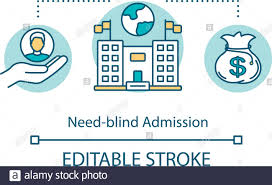 Need-blind Admission
EDITABLE STROKE
alamy stock photo